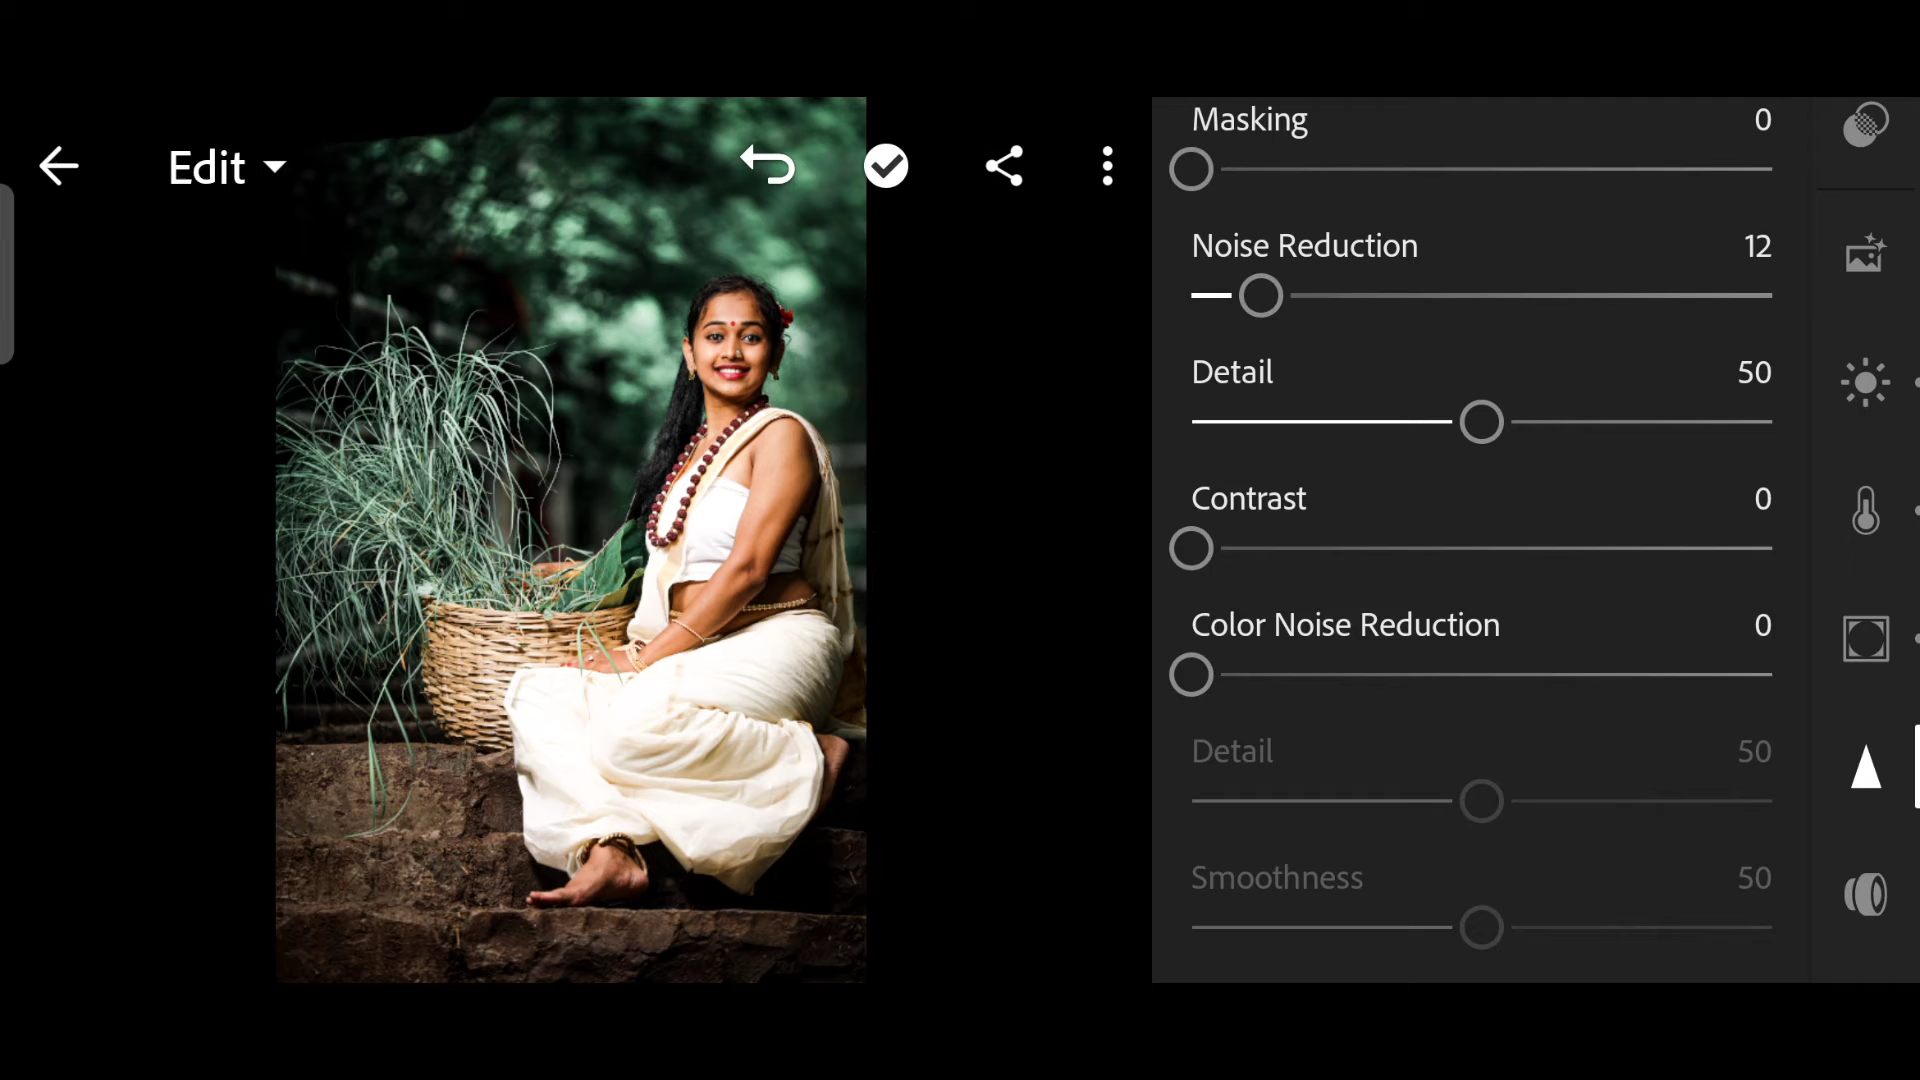 Edit
Masking 0
Noise Reduction 12
Detail 50
Contrast 0
Color Noise Reduction 0
Detail 50
Smoothness 50